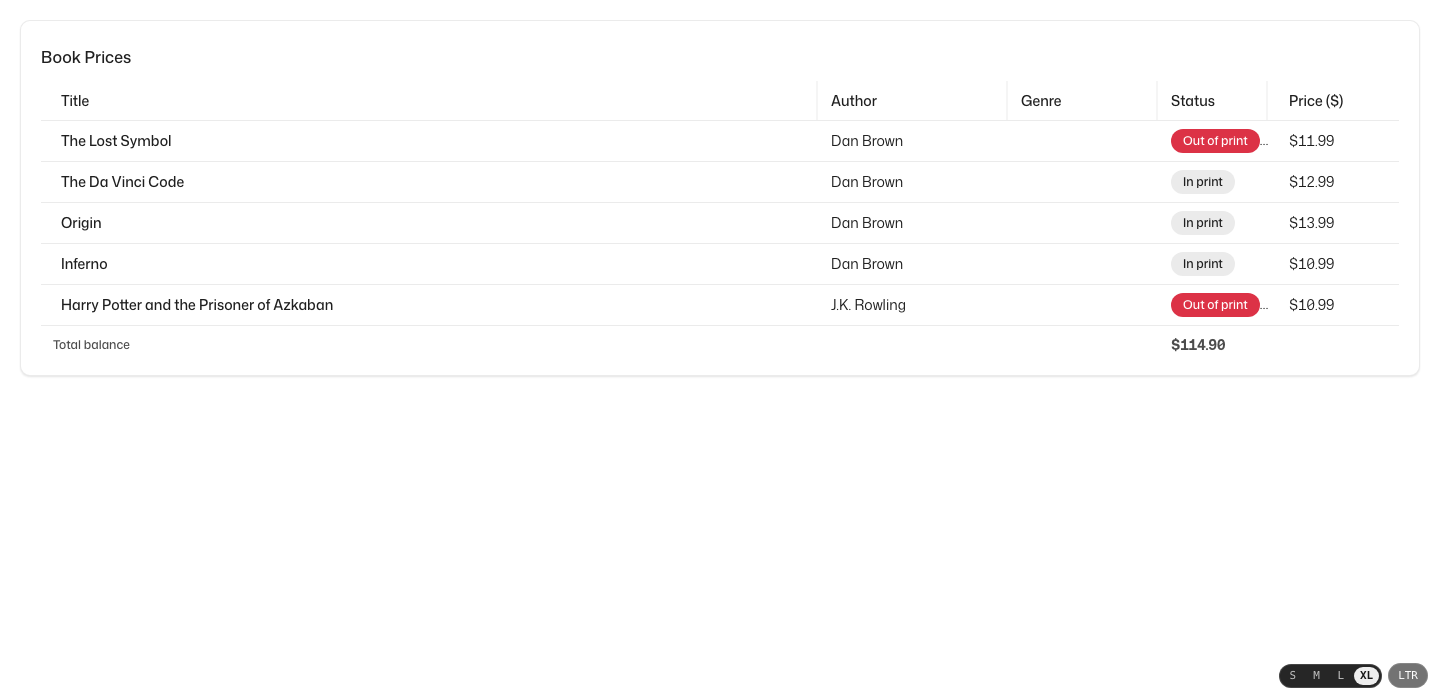 Book Prices
Title Author Genre Status Price ($)
The Lost Symbol Dan Brown Out of print... $11.99
The Da Vinci Code Dan Brown In print $12.99
Origin Dan Brown In print $13.99
Inferno Dan Brown In print $10.99
Harry Potter and the Prisoner of Azkaban J.K. Rowling Out of print... $10.99
Total balance $114.90
S M L XL LTR